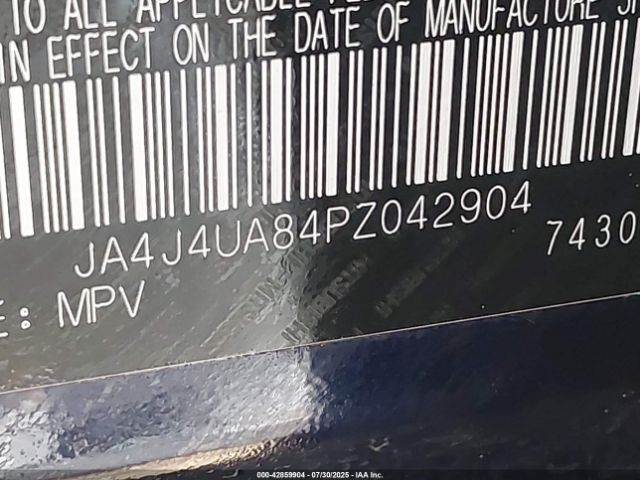 TO ALL APPLICABLE
IN EFFECT ON THE DATE OF MANUFACTURE
JA4J4UA84PZ042904
7430
: MPV
MITSUBISHI
000-42859904 | 07/30/2025 | IAA Inc.